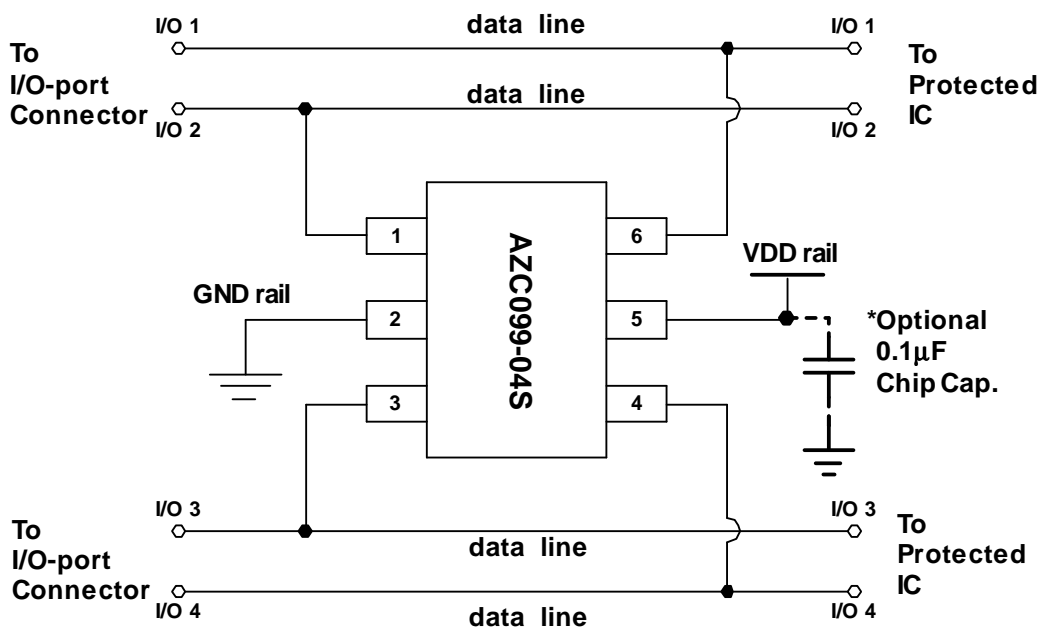 I/O 1
data line
I/O 1
To
I/O-port
Connector
To
Protected
IC
data line
I/O 2
I/O 2
1
6
AZC099-04S
VDD rail
GND rail
2
5
*Optional
0.1µF
Chip Cap.
3
4
I/O 3
I/O 3
To
I/O-port
Connector
data line
To
Protected
IC
I/O 4
data line
I/O 4